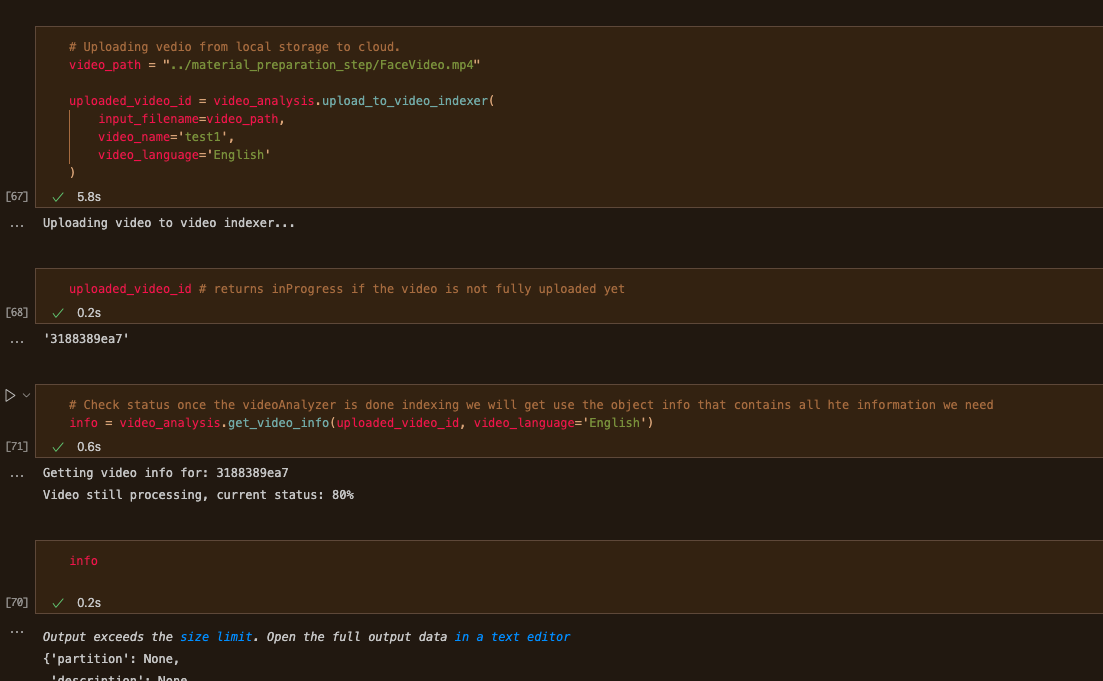 # Uploading vedio from local storage to cloud.
video_path = "../material_preparation_step/FaceVideo.mp4"
uploaded_video_id = video_analysis.upload_to_video_indexer(
input_filename=video_path,
video_name='test1',
video_language='English'
)
[67] 5.8s
... Uploading video to video indexer...
uploaded_video_id # returns inProgress if the video is not fully uploaded yet
[68] 0.2s
... '3188389ea7'
# Check status once the videoAnalyzer is done indexing we will get use the object info that contains all hte information we need
info = video_analysis.get_video_info(uploaded_video_id, video_language='English')
[71] 0.6s
... Getting video info for: 3188389ea7
Video still processing, current status: 80%
info
[70] 0.2s
... Output exceeds the size limit. Open the full output data in a text editor
{'partition': None,
'description': None